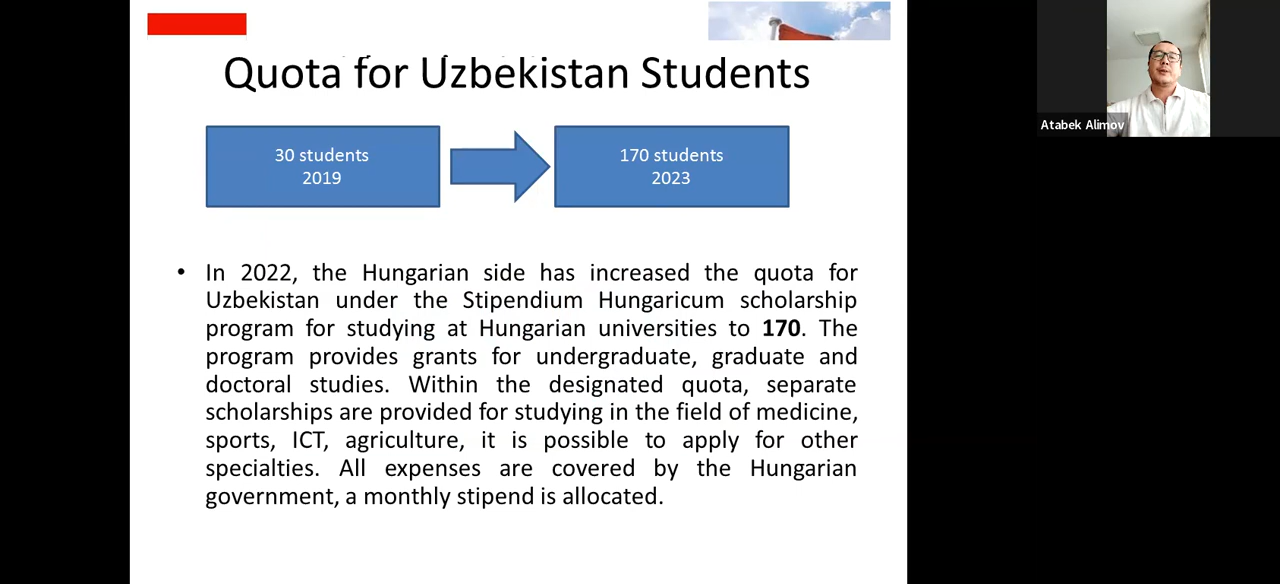 Quota for Uzbekistan Students
30 students
2019
170 students
2023
• In 2022, the Hungarian side has increased the quota for
Uzbekistan under the Stipendium Hungaricum scholarship
program for studying at Hungarian universities to 170. The
program provides grants for undergraduate, graduate and
doctoral studies. Within the designated quota, separate
scholarships are provided for studying in the field of medicine,
sports, ICT, agriculture, it is possible to apply for other
specialties. All expenses are covered by the Hungarian
government, a monthly stipend is allocated.
Atabek Alimov